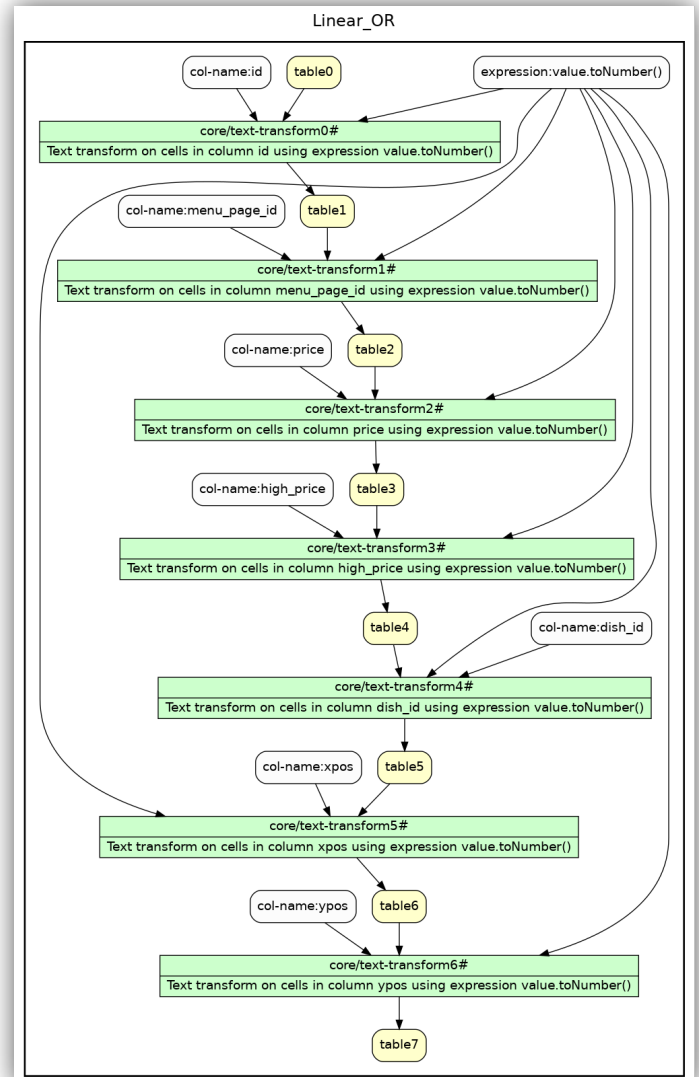 Linear_OR
col-name:id
table0
expression:value.toNumber()
core/text-transform0#
Text transform on cells in column id using expression value.toNumber()
col-name:menu_page_id
table1
core/text-transform1#
Text transform on cells in column menu_page_id using expression value.toNumber()
col-name:price
table2
core/text-transform2#
Text transform on cells in column price using expression value.toNumber()
col-name:high_price
table3
core/text-transform3#
Text transform on cells in column high_price using expression value.toNumber()
table4
col-name:dish_id
core/text-transform4#
Text transform on cells in column dish_id using expression value.toNumber()
col-name:xpos
table5
core/text-transform5#
Text transform on cells in column xpos using expression value.toNumber()
col-name:ypos
table6
core/text-transform6#
Text transform on cells in column ypos using expression value.toNumber()
table7